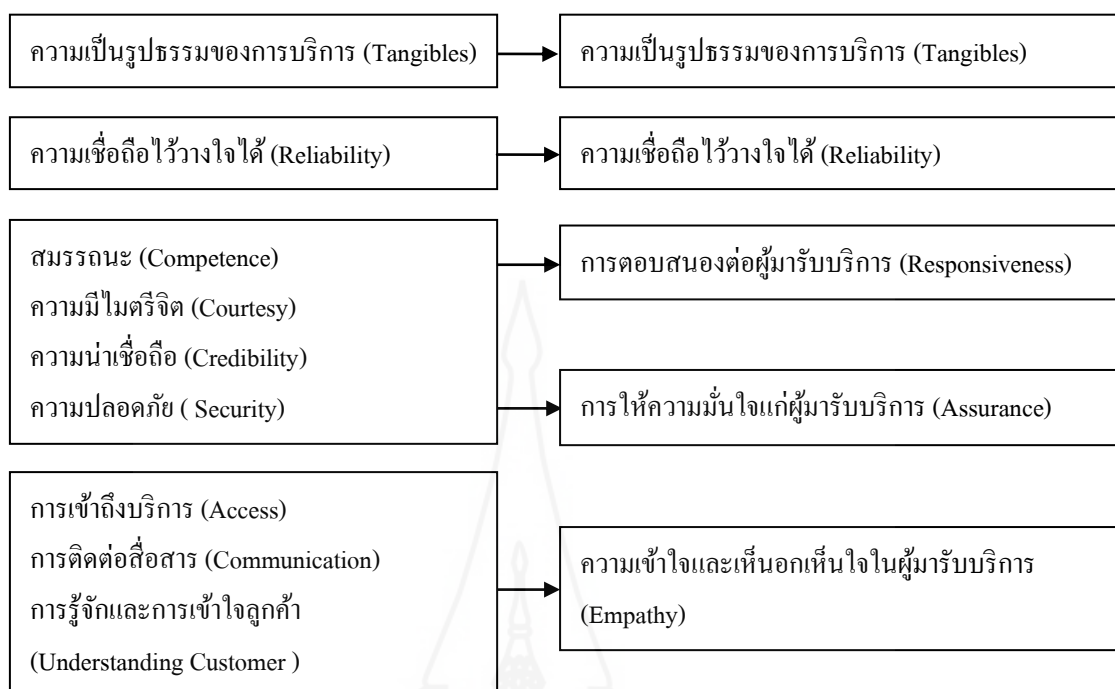 ความเป็นรูปธรรมของการบริการ (Tangibles)
ความเป็นรูปธรรมของการบริการ (Tangibles)
ความเชื่อถือไว้วางใจได้ (Reliability)
ความเชื่อถือไว้วางใจได้ (Reliability)
สมรรถนะ (Competence)
ความมีไมตรีจิต (Courtesy)
ความน่าเชื่อถือ (Credibility)
ความปลอดภัย ( Security)
การตอบสนองต่อผู้มารับบริการ (Responsiveness)
การให้ความมั่นใจแก่ผู้มารับบริการ (Assurance)
การเข้าถึงบริการ (Access)
การติดต่อสื่อสาร (Communication)
การรู้จักและการเข้าใจลูกค้า
(Understanding Customer )
ความเข้าใจและเห็นอกเห็นใจในผู้มารับบริการ
(Empathy)